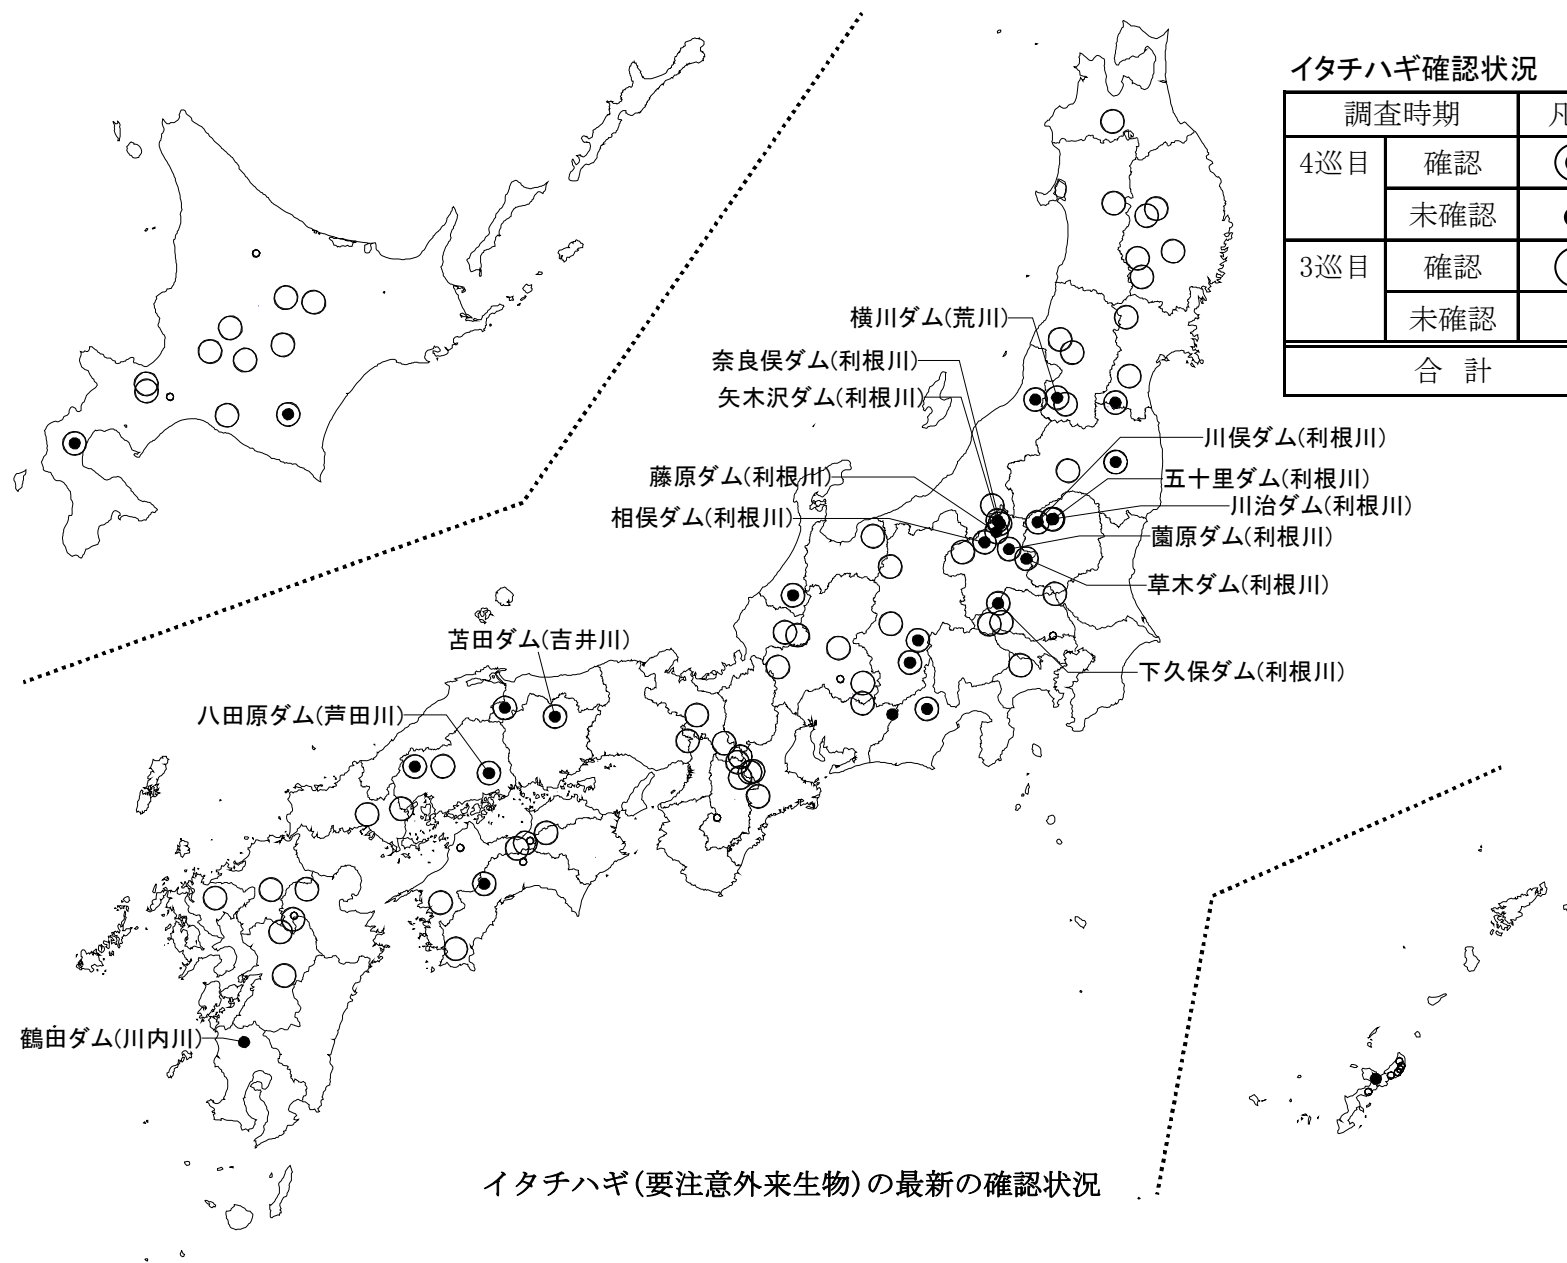 イタチハギ確認状況
調査時期
4巡目 確認
未確認
3巡目 確認
未確認
合 計
横川ダム(荒川)
奈良俣ダム(利根川)
矢木沢ダム(利根川)
川俣ダム(利根川)
藤原ダム(利根川)
五十里ダム(利根川)
川治ダム(利根川)
相俣ダム(利根川)
薗原ダム(利根川)
草木ダム(利根川)
苫田ダム(吉井川)
下久保ダム(利根川)
八田原ダム(芦田川)
鶴田ダム(川内川)
イタチハギ(要注意外来生物)の最新の確認状況